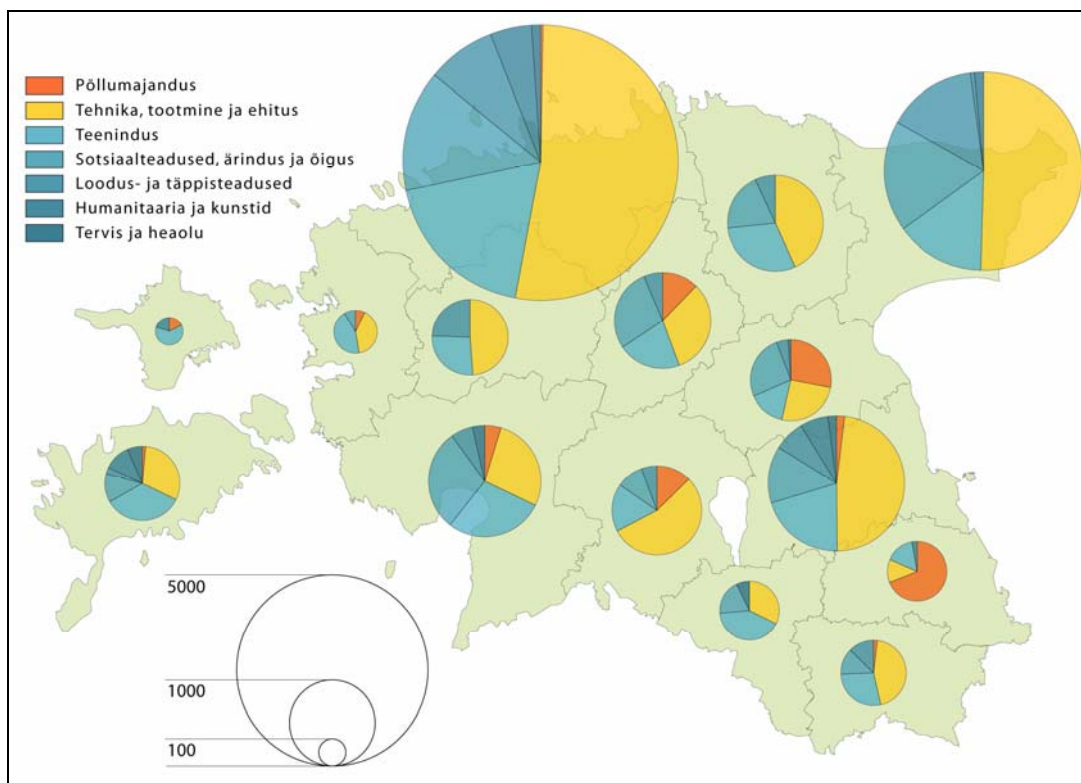 Põllumajandus
Tehnika, tootmine ja ehitus
Teenindus
Sotsiaalteadused, ärindus ja õigus
Loodus- ja täppisteadused
Humanitaaria ja kunstid
Tervis ja heaolu
5000
1000
100